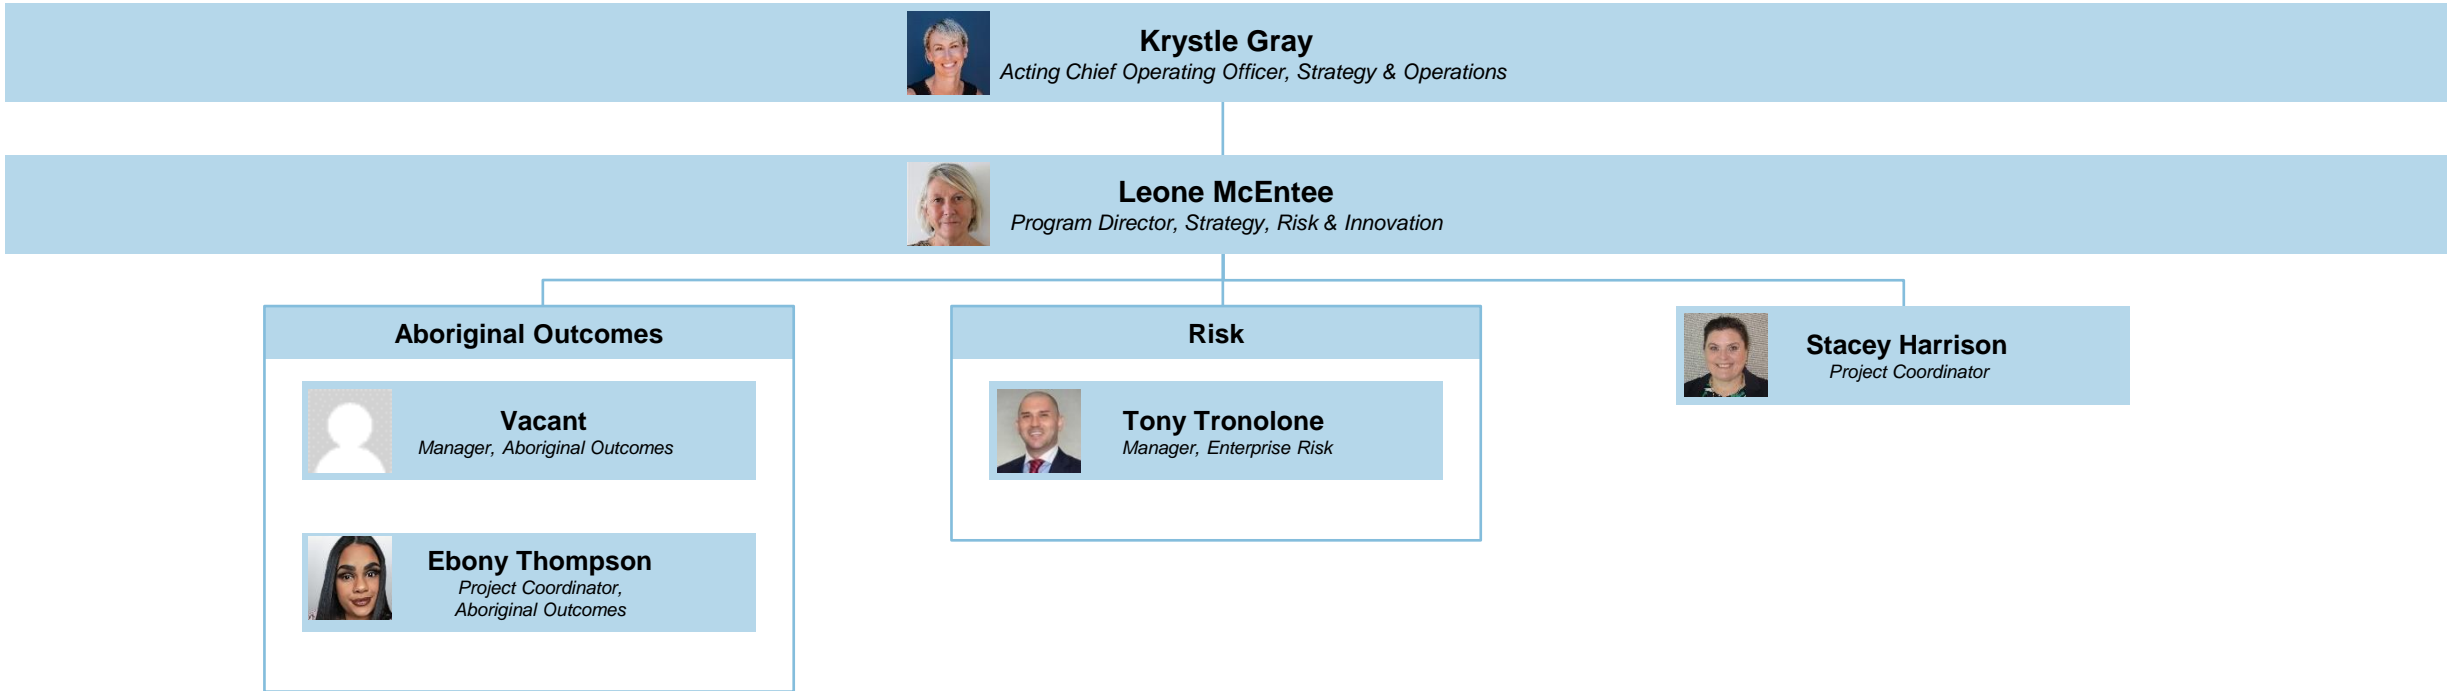 Krystle Gray
Acting Chief Operating Officer, Strategy & Operations
Leone McEntee
Program Director, Strategy, Risk & Innovation
Aboriginal Outcomes
Vacant
Manager, Aboriginal Outcomes
Ebony Thompson
Project Coordinator,
Aboriginal Outcomes
Risk
Tony Tronolone
Manager, Enterprise Risk
Stacey Harrison
Project Coordinator